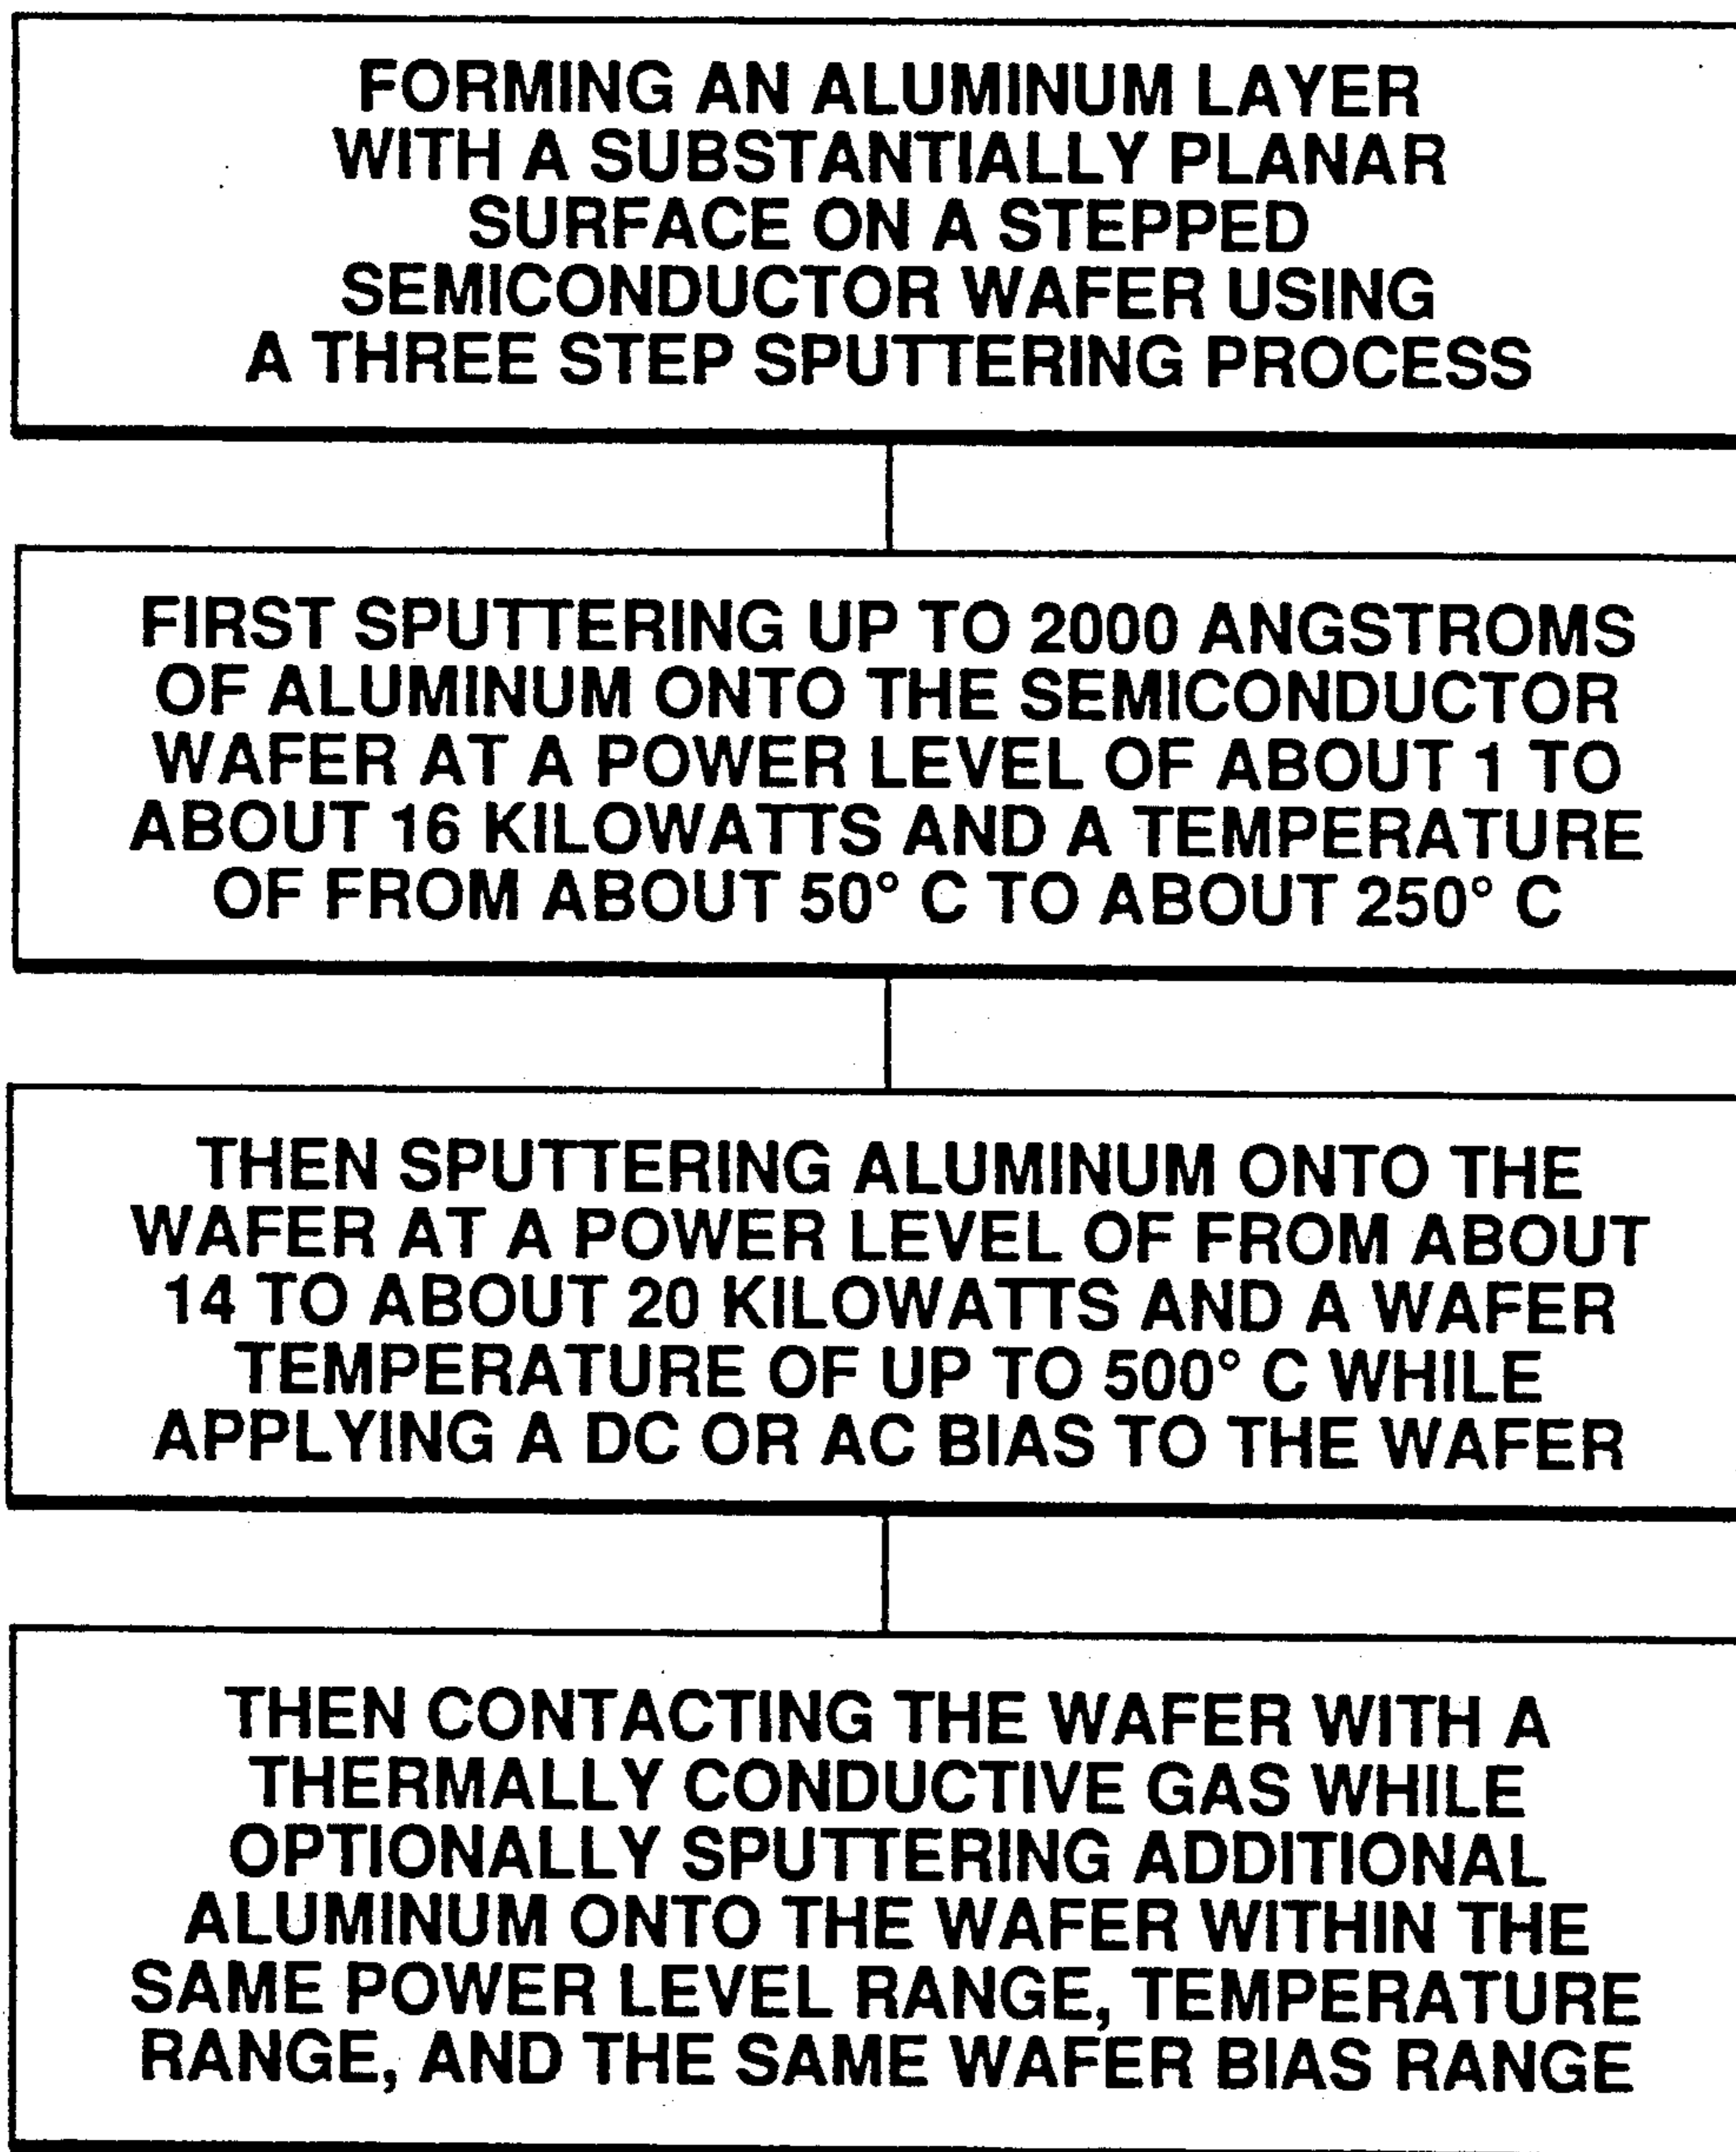 FORMING AN ALUMINUM LAYER
WITH A SUBSTANTIALLY PLANAR
SURFACE ON A STEPPED
SEMICONDUCTOR WAFER USING
A THREE STEP SPUTTERING PROCESS
FIRST SPUTTERING UP TO 2000 ANGSTROMS
OF ALUMINUM ONTO THE SEMICONDUCTOR
WAFER AT A POWER LEVEL OF ABOUT 1 TO
ABOUT 16 KILOWATTS AND A TEMPERATURE
OF FROM ABOUT 50° C TO ABOUT 250° C
THEN SPUTTERING ALUMINUM ONTO THE
WAFER AT A POWER LEVEL OF FROM ABOUT
14 TO ABOUT 20 KILOWATTS AND A WAFER
TEMPERATURE OF UP TO 500° C WHILE
APPLYING A DC OR AC BIAS TO THE WAFER
THEN CONTACTING THE WAFER WITH A
THERMALLY CONDUCTIVE GAS WHILE
OPTIONALLY SPUTTERING ADDITIONAL
ALUMINUM ONTO THE WAFER WITHIN THE
SAME POWER LEVEL RANGE, TEMPERATURE
RANGE, AND THE SAME WAFER BIAS RANGE